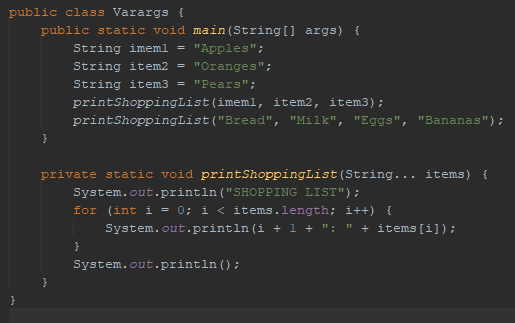 public class Varargs {
    public static void main(String[] args) {
        String imem1 = "Apples";
        String item2 = "Oranges";
        String item3 = "Pears";
        printShoppingList(imem1, item2, item3);
        printShoppingList("Bread", "Milk", "Eggs", "Bananas");
    }
    private static void printShoppingList(String... items) {
        System.out.println("SHOPPING LIST");
        for (int i = 0; i < items.length; i++) {
            System.out.println(i + 1 + ": " + items[i]);
        }
        System.out.println();
    }
}